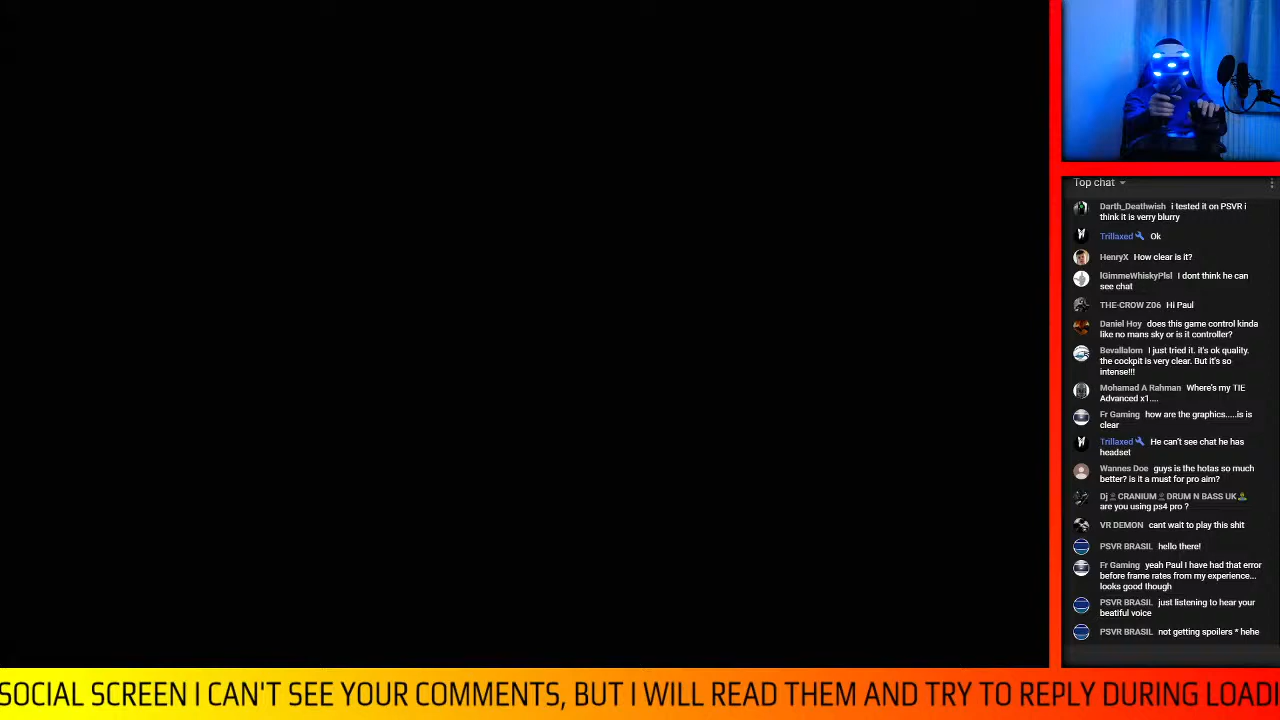 Top chat
Darth_Deathwish i tested it on PSVR i
think it is verry blurry
Trillaxed Ok
HenryX How clear is it?
IGimmeWhiskyPlsI I dont think he can
see chat
THE-CROW Z06 Hi Paul
Daniel Hoy does this game control kinda
like no mans sky or is it controller?
Bevallalom I just tried it. it's ok quality.
the cockpit is very clear. But it's so
intense!!!
Mohamad A Rahman Where's my TIE
Advanced x1....
Fr Gaming how are the graphics.....is is
clear
Trillaxed He can't see chat he has
headset
Wannes Doe guys is the hotas so much
better? is it a must for pro aim?
Dj CRANIUM DRUM N BASS UK
are you using ps4 pro ?
VR DEMON cant wait to play this shit
PSVR BRASIL hello there!
Fr Gaming yeah Paul I have had that error
before frame rates from my experience...
looks good though
PSVR BRASIL just listening to hear your
beatiful voice
PSVR BRASIL not getting spoilers * hehe
SOCIAL SCREEN I CAN'T SEE YOUR COMMENTS, BUT I WILL READ THEM AND TRY TO REPLY DURING LOADI